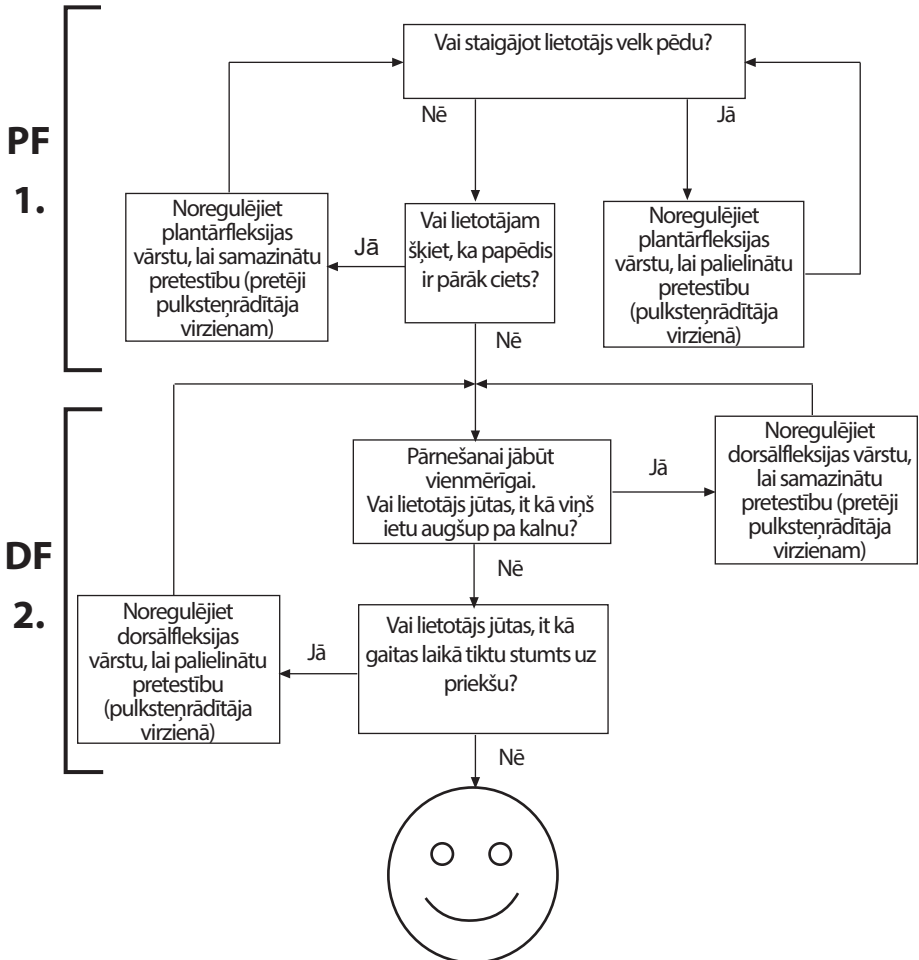 PF
1.
Vai staigājot lietotājs velk pēdu?
Nē
Jā
Noregulējiet
plantārfleksijas
vārstu, lai samazinātu
pretestību (pretēji
pulksteņrādītāja
virzienam)
Jā
Vai lietotājam
šķiet, ka papēdis
ir pārāk ciets?
Noregulējiet
plantārfleksijas
vārstu, lai palielinātu
pretestību
(pulksteņrādītāja
virzienā)
Nē
DF
2.
Pārnešanai jābūt
vienmērīgai.
Vai lietotājs jūtas, it kā viņš
ietu augšup pa kalnu?
Jā
Noregulējiet
dorsālfleksijas vārstu,
lai samazinātu
pretestību (pretēji
pulksteņrādītāja
virzienam)
Nē
Noregulējiet
dorsālfleksijas
vārstu, lai palielinātu
pretestību
(pulksteņrādītāja
virzienā)
Jā
Vai lietotājs jūtas, it kā
gaitas laikā tiktu stumts uz
priekšu?
Nē